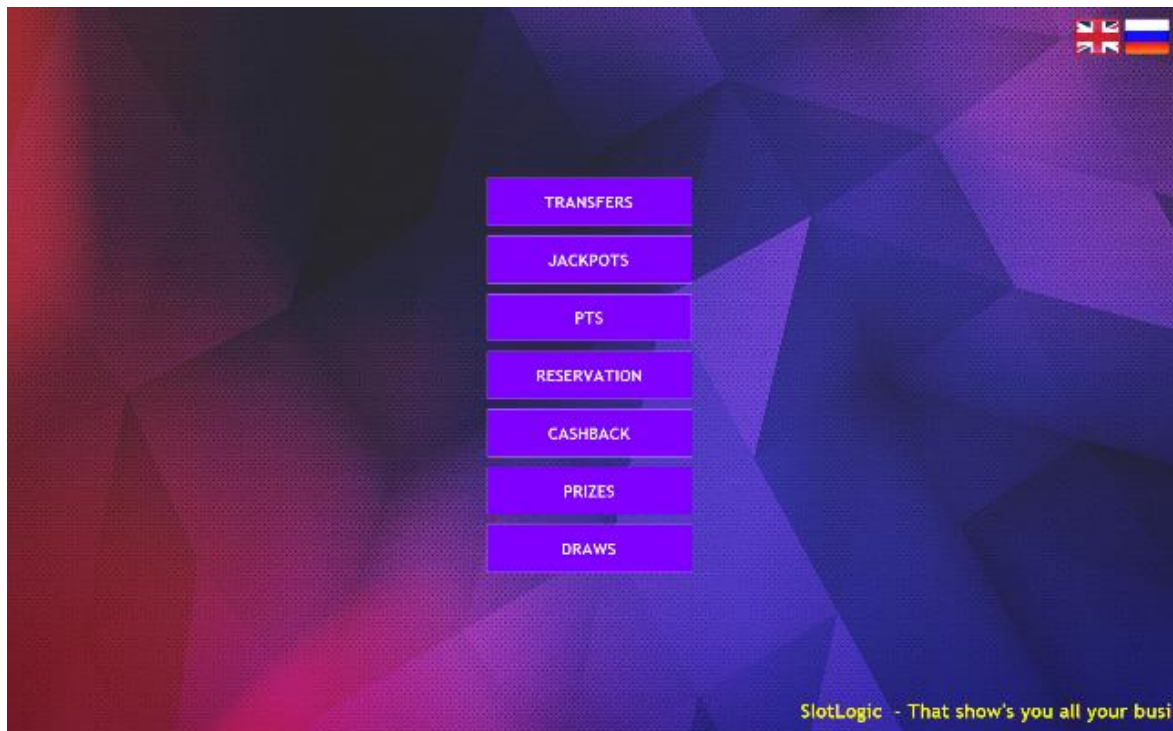 TRANSFERS
JACKPOTS
PTS
RESERVATION
CASHBACK
PRIZES
DRAWS
SlotLogic - That show's you all your busi